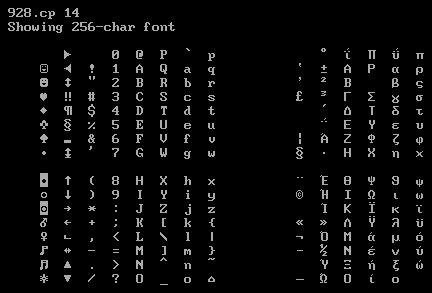 928.cp 14
Showing 256-char font
► 0 @ P ` p ° ΐ Π ΰ π
☺ ◄ ! 1 A Q a q ‛ ± Α Ρ α ρ
☻ ↕ " 2 B R b r ’ ² Β β ς
♥ ‼ # 3 C S c s £ ³ Γ Σ γ σ
♦ ¶ $ 4 D T d t ΄ Δ Τ δ τ
♣ § % 5 E U e u ΅ Ε Υ ε υ
♠ ▬ & 6 F V f v ¦ Ά Ζ Φ ζ φ
• ↨ ' 7 G W g w § · Η Χ η χ
◘ ↑ ( 8 H X h x ¨ Έ Θ Ψ θ ψ
○ ↓ ) 9 I Y i y © Ή Ι Ω ι ω
◙ → * : J Z j z Ί Κ Ϊ κ ϊ
♂ ← + ; K [ k { « » Λ Ϋ λ ϋ
♀ ∟ , < L \ l | ¬ Ό Μ ά μ ό
♪ ↔ - = M ] m } - ½ Ν έ ν ύ
♫ ▲ . > N ^ n ~ Ύ Ξ ή ξ ώ
☼ ▼ / ? O _ o ⌂ ― Ώ Ο ί ο